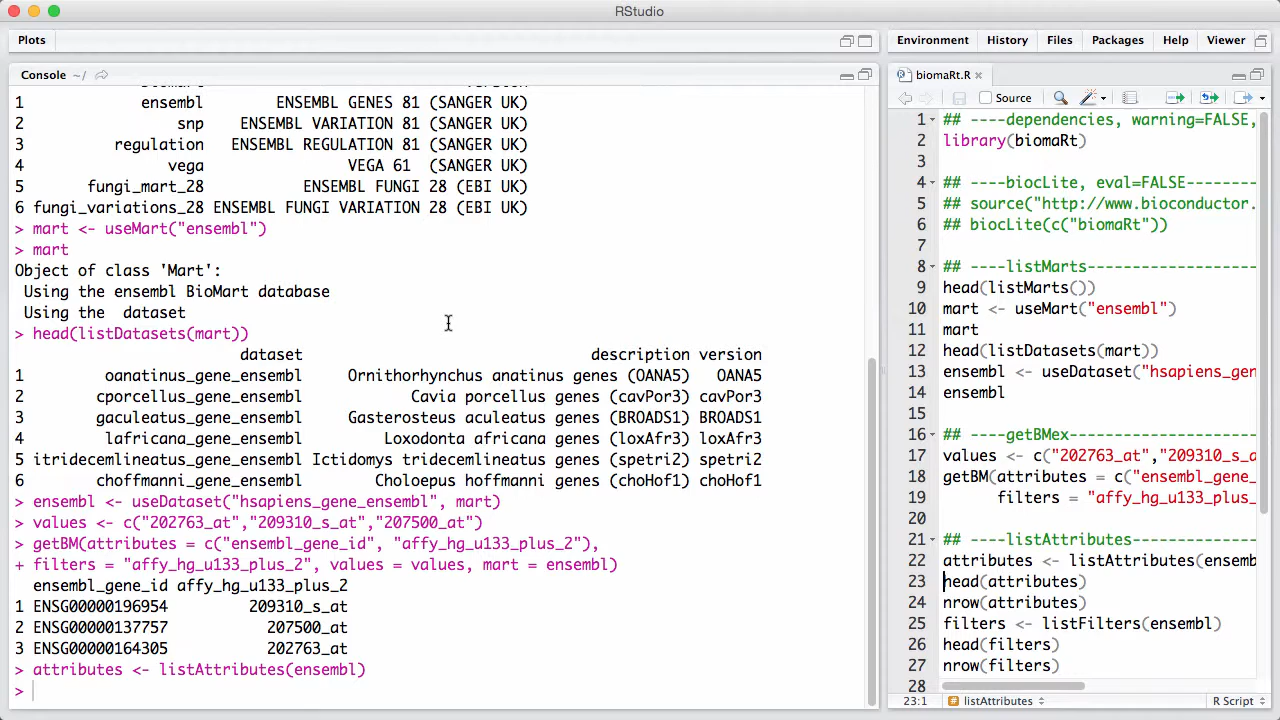 RStudio
Plots
Console ~/
1 ensembl ENSEMBL GENES 81 (SANGER UK)
2 snp ENSEMBL VARIATION 81 (SANGER UK)
3 regulation ENSEMBL REGULATION 81 (SANGER UK)
4 vega VEGA 61 (SANGER UK)
5 fungi_mart_28 ENSEMBL FUNGI 28 (EBI UK)
6 fungi_variations_28 ENSEMBL FUNGI VARIATION 28 (EBI UK)
> mart <- useMart("ensembl")
> mart
Object of class 'Mart':
Using the ensembl BioMart database
Using the dataset
> head(listDatasets(mart))
dataset description version
1 oanatinus_gene_ensembl Ornithorhynchus anatinus genes (OANA5) OANA5
2 cporcellus_gene_ensembl Cavia porcellus genes (cavPor3) cavPor3
3 gaculeatus_gene_ensembl Gasterosteus aculeatus genes (BROADS1) BROADS1
4 lafricana_gene_ensembl Loxodonta africana genes (loxAfr3) loxAfr3
5 itridecemlineatus_gene_ensembl Ictidomys tridecemlineatus genes (spetri2) spetri2
6 choffmanni_gene_ensembl Choloepus hoffmanni genes (choHof1) choHof1
> ensembl <- useDataset("hsapiens_gene_ensembl", mart)
> values <- c("202763_at","209310_s_at","207500_at")
> getBM(attributes = c("ensembl_gene_id", "affy_hg_u133_plus_2"),
+ filters = "affy_hg_u133_plus_2", values = values, mart = ensembl)
ensembl_gene_id affy_hg_u133_plus_2
1 ENSG00000196954 209310_s_at
2 ENSG00000137757 207500_at
3 ENSG00000164305 202763_at
> attributes <- listAttributes(ensembl)
>
Environment History Files Packages Help Viewer
biomaRt.R
Source
1 ## ----dependencies, warning=FALSE,
2 library(biomaRt)
3
4 ## ----biocLite, eval=FALSE--------
5 ## source("http://www.bioconductor.
6 ## biocLite(c("biomaRt"))
7
8 ## ----listMarts-------------------
9 head(listMarts())
10 mart <- useMart("ensembl")
11 mart
12 head(listDatasets(mart))
13 ensembl <- useDataset("hsapiens_gen
14 ensembl
15
16 ## ----getBMex---------------------
17 values <- c("202763_at","209310_s_a
18 getBM(attributes = c("ensembl_gene_
19 filters = "affy_hg_u133_plus_
20
21 ## ----listAttributes--------------
22 attributes <- listAttributes(ensemb
23 head(attributes)
24 nrow(attributes)
25 filters <- listFilters(ensembl)
26 head(filters)
27 nrow(filters)
28
23:1 listAttributes R Script